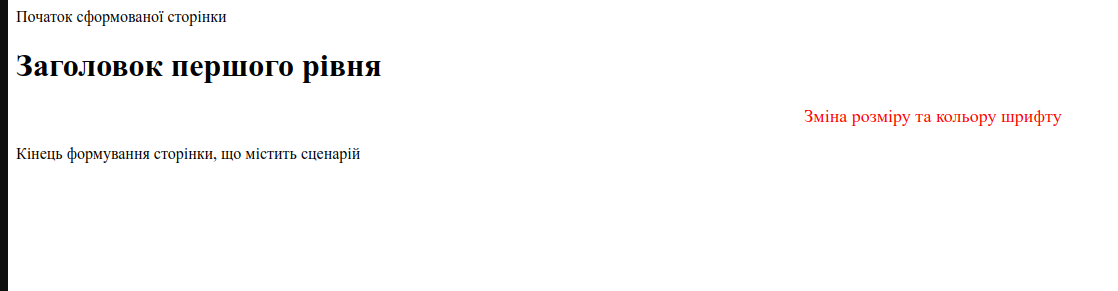 Початок сформованої сторінки
Заголовок першого рівня
Зміна розміру та кольору шрифту
Кінець формування сторінки, що містить сценарій